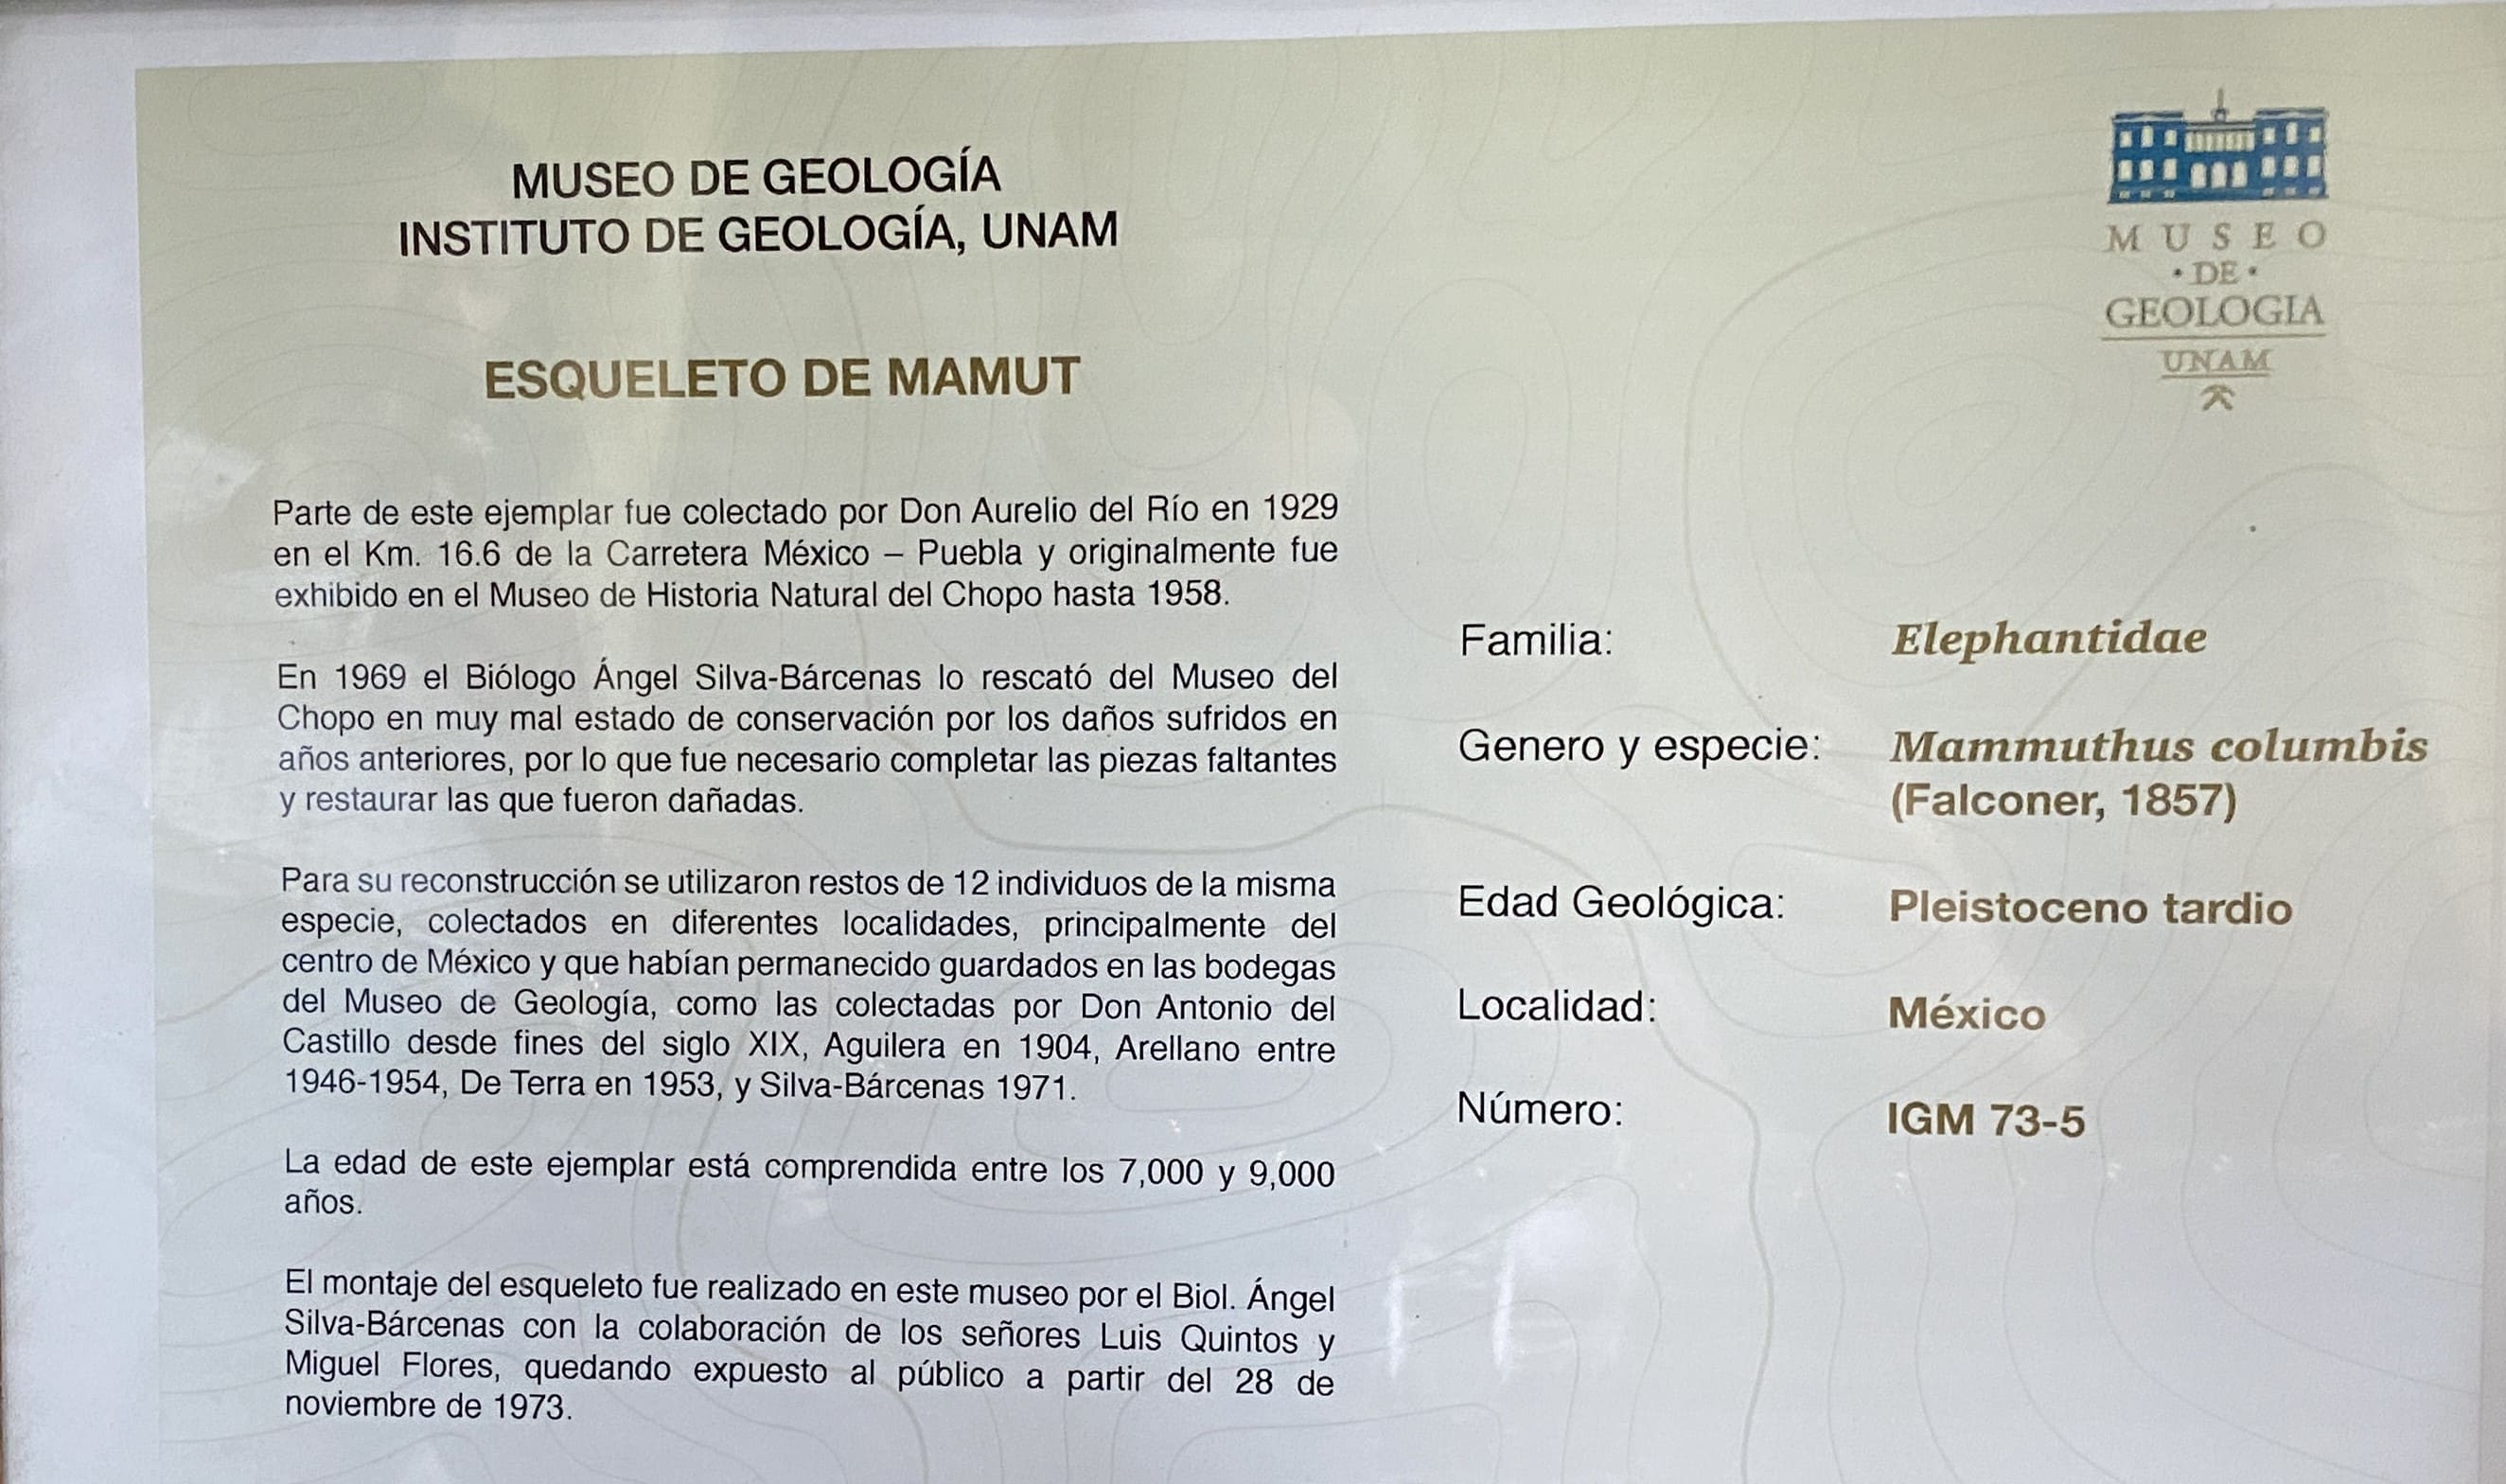 MUSEO DE GEOLOGÍA
INSTITUTO DE GEOLOGÍA, UNAM
ESQUELETO DE MAMUT
Parte de este ejemplar fue colectado por Don Aurelio del Río en 1929
en el Km. 16.6 de la Carretera México – Puebla y originalmente fue
exhibido en el Museo de Historia Natural del Chopo hasta 1958.
En 1969 el Biólogo Ángel Silva-Bárcenas lo rescató del Museo del
Chopo en muy mal estado de conservación por los daños sufridos en
años anteriores, por lo que fue necesario completar las piezas faltantes
y restaurar las que fueron dañadas.
Para su reconstrucción se utilizaron restos de 12 individuos de la misma
especie, colectados en diferentes localidades, principalmente del
centro de México y que habían permanecido guardados en las bodegas
del Museo de Geología, como las colectadas por Don Antonio del
Castillo desde fines del siglo XIX, Aguilera en 1904, Arellano entre
1946-1954, De Terra en 1953, y Silva-Bárcenas 1971.
La edad de este ejemplar está comprendida entre los 7,000 y 9,000
años.
El montaje del esqueleto fue realizado en este museo por el Biol. Ángel
Silva-Bárcenas con la colaboración de los señores Luis Quintos y
Miguel Flores, quedando expuesto al público a partir del 28 de
noviembre de 1973.
MUSEO
• DE •
GEOLOGIA
UNAM
Familia: Elephantidae
Genero y especie: Mammuthus columbis
(Falconer, 1857)
Edad Geológica: Pleistoceno tardio
Localidad: México
Número: IGM 73-5